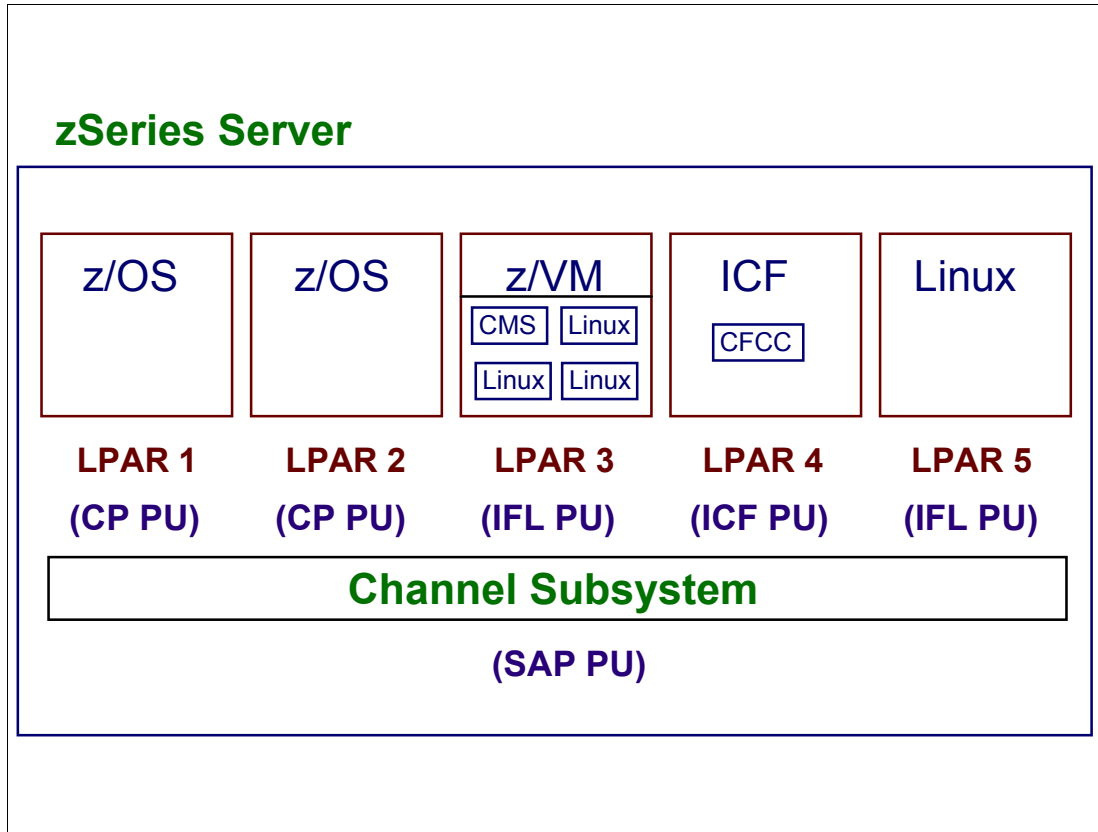 zSeries Server
z/OS
z/OS
z/VM
CMS
Linux
Linux
Linux
ICF
CFCC
Linux
LPAR 1
LPAR 2
LPAR 3
LPAR 4
LPAR 5
(CP PU)
(CP PU)
(IFL PU)
(ICF PU)
(IFL PU)
Channel Subsystem
(SAP PU)